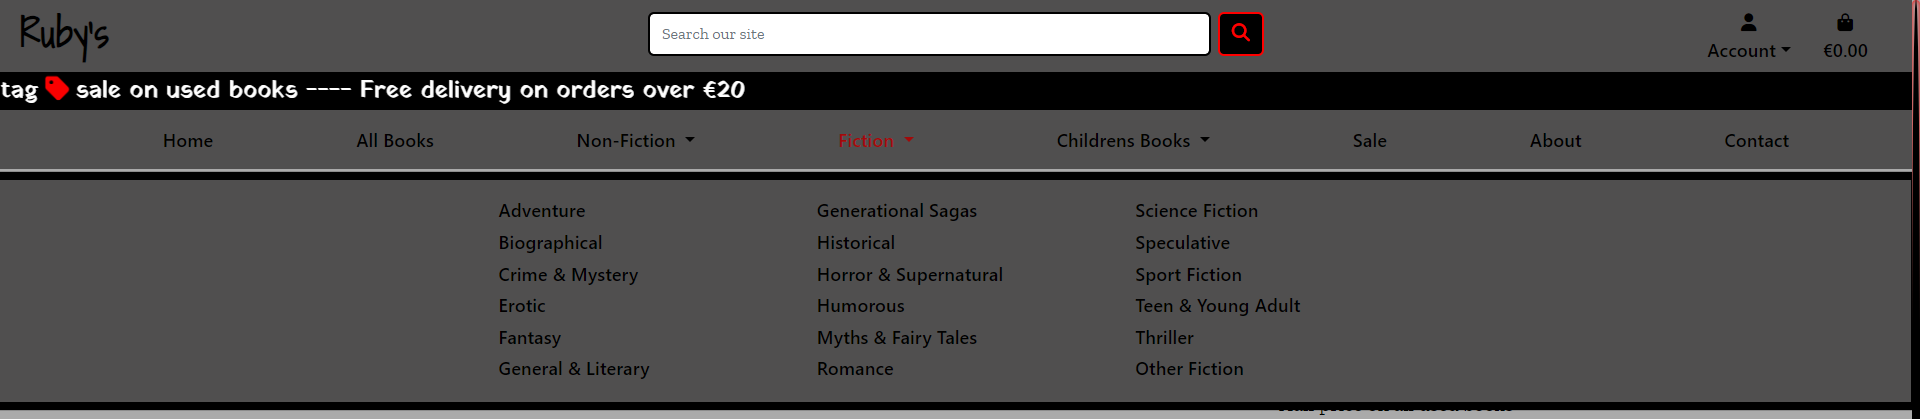 Ruby's
Search our site
Account
€0.00
tag sale on used books ---- Free delivery on orders over €20
Home
All Books
Non-Fiction
Fiction
Childrens Books
Sale
About
Contact
Adventure
Biographical
Crime & Mystery
Erotic
Fantasy
General & Literary
Generational Sagas
Historical
Horror & Supernatural
Humorous
Myths & Fairy Tales
Romance
Science Fiction
Speculative
Sport Fiction
Teen & Young Adult
Thriller
Other Fiction